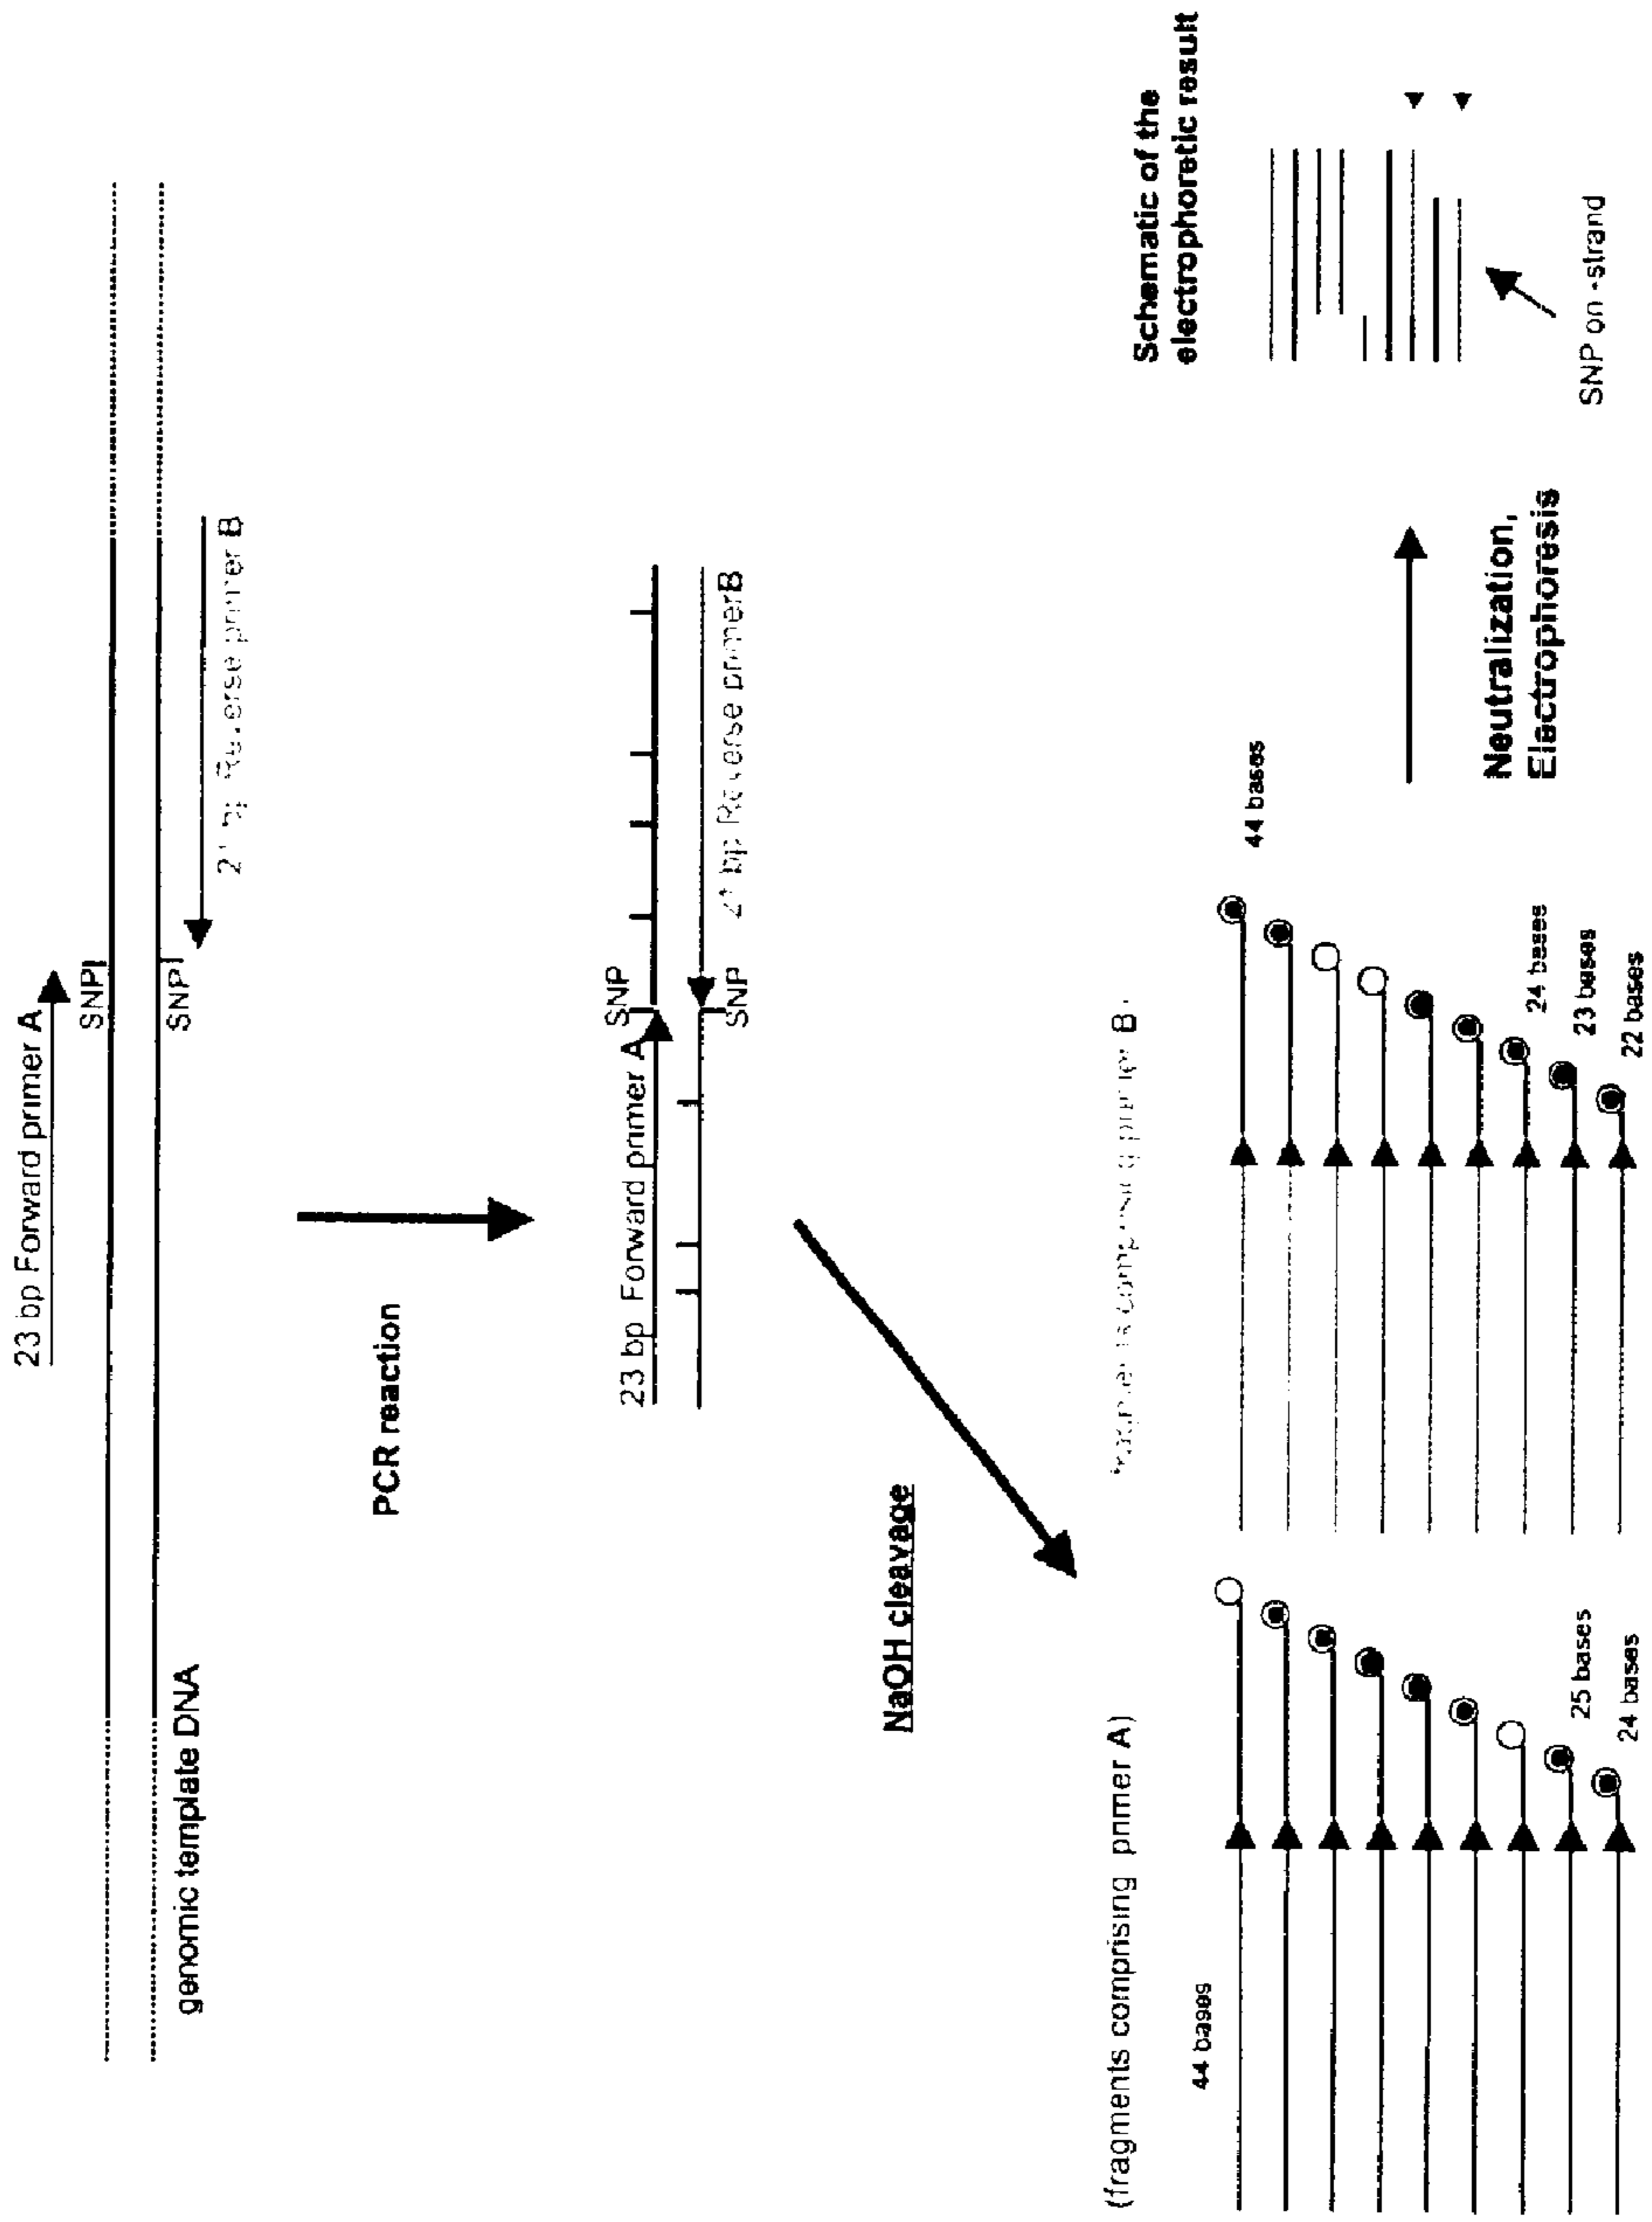 23 bp Forward primer A
SNP
SNP
Reverse primer B
genomic template DNA
PCR reaction
SNP
23 bp Forward primer A
21 bp Reverse primer B
SNP
NaOH cleavage
(fragments comprising primer A)
44 bases
25 bases
24 bases
primer B.
44 bases
24 bases
23 bases
22 bases
Neutralization,
Electrophoresis
Schematic of the
electrophoretic result
SNP on -strand